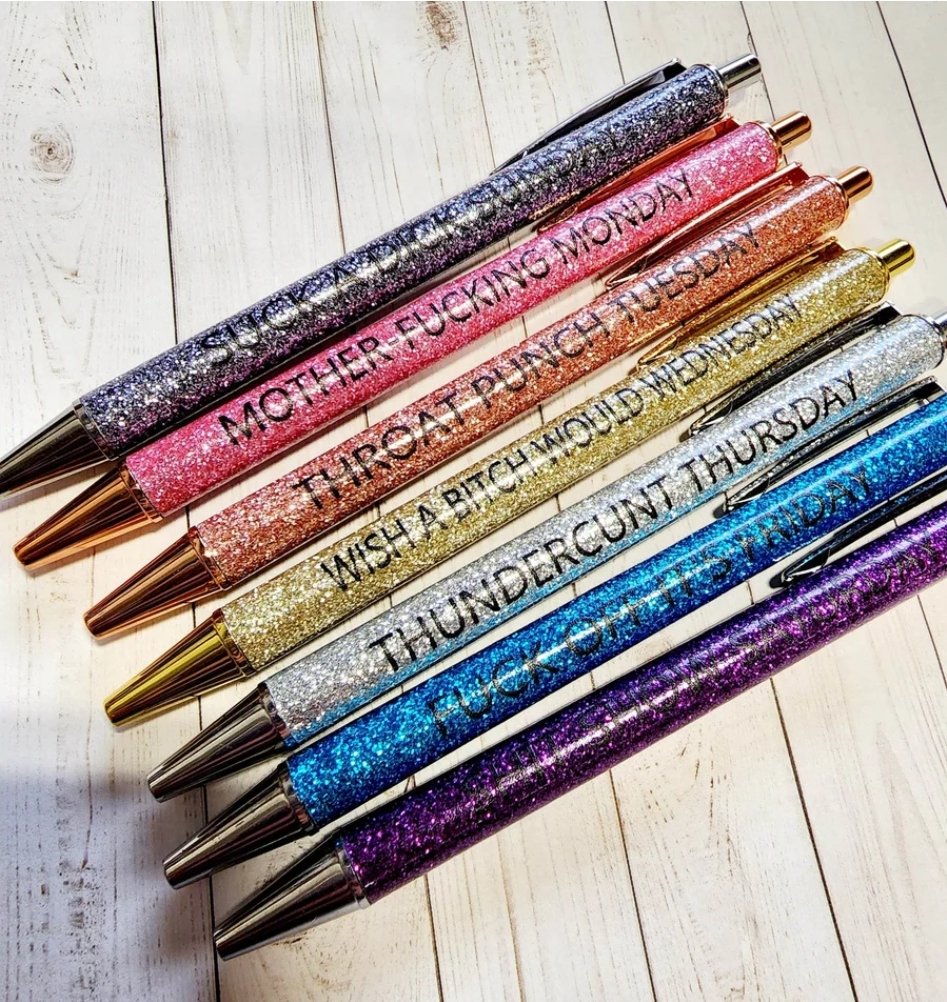 SUCK A DICK SUNDAY
MOTHER-FUCKING MONDAY
THROAT PUNCH TUESDAY
WISH A BITCH WOULD WEDNESDAY
THUNDERCUNT THURSDAY
FUCK OFF IT'S FRIDAY
SHIT SHOW SATURDAY